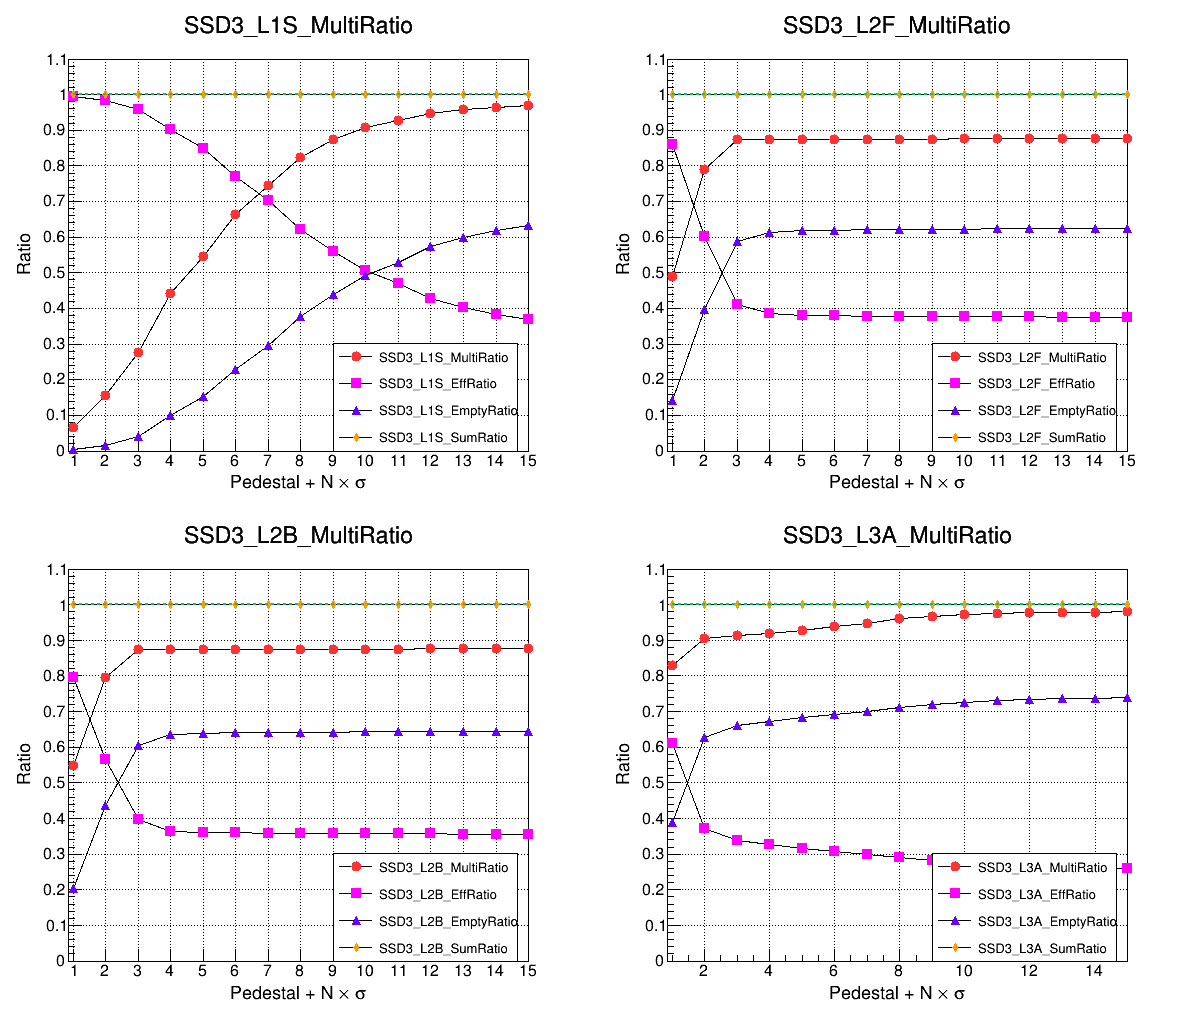 SSD3_L1S_MultiRatio
1.1
1
0.9
0.8
0.7
0.6
0.5
0.4
0.3
0.2
0.1
0
Ratio
SSD3_L1S_MultiRatio
SSD3_L1S_EffRatio
SSD3_L1S_EmptyRatio
SSD3_L1S_SumRatio
1 2 3 4 5 6 7 8 9 10 11 12 13 14 15
Pedestal + N × σ
SSD3_L2F_MultiRatio
1.1
1
0.9
0.8
0.7
0.6
0.5
0.4
0.3
0.2
0.1
0
Ratio
SSD3_L2F_MultiRatio
SSD3_L2F_EffRatio
SSD3_L2F_EmptyRatio
SSD3_L2F_SumRatio
1 2 3 4 5 6 7 8 9 10 11 12 13 14 15
Pedestal + N × σ
SSD3_L2B_MultiRatio
1.1
1
0.9
0.8
0.7
0.6
0.5
0.4
0.3
0.2
0.1
0
Ratio
SSD3_L2B_MultiRatio
SSD3_L2B_EffRatio
SSD3_L2B_EmptyRatio
SSD3_L2B_SumRatio
1 2 3 4 5 6 7 8 9 10 11 12 13 14 15
Pedestal + N × σ
SSD3_L3A_MultiRatio
1.1
1
0.9
0.8
0.7
0.6
0.5
0.4
0.3
0.2
0.1
0
Ratio
SSD3_L3A_MultiRatio
SSD3_L3A_EffRatio
SSD3_L3A_EmptyRatio
SSD3_L3A_SumRatio
2 4 6 8 10 12 14
Pedestal + N × σ